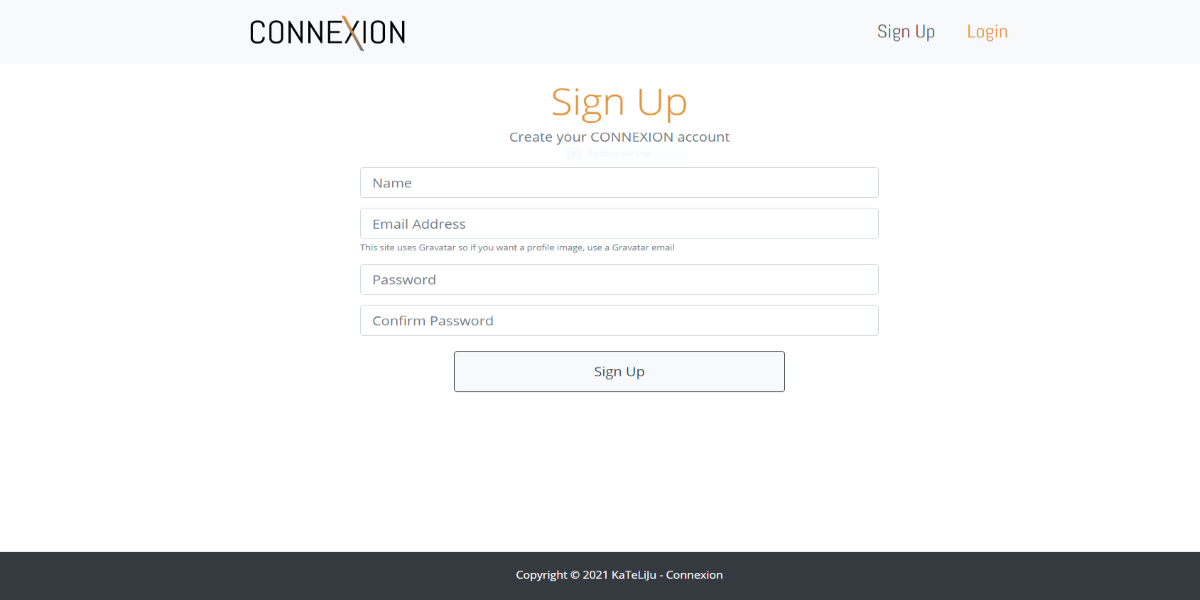 CONNEXION
Sign Up
Login
Sign Up
Create your CONNEXION account
Name
Email Address
This site uses Gravatar so if you want a profile image, use a Gravatar email
Password
Confirm Password
Sign Up
Copyright © 2021 KaTeLiJu - Connexion